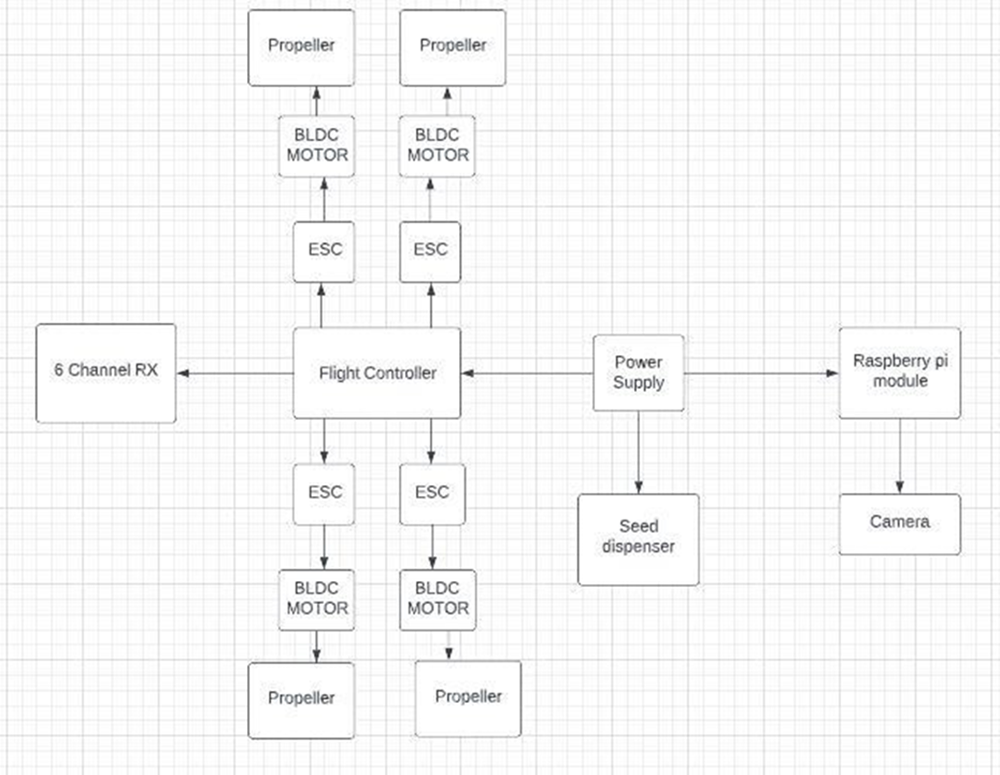 Propeller
Propeller
BLDC
MOTOR
BLDC
MOTOR
ESC
ESC
6 Channel RX
Flight Controller
Power
Supply
Raspberry pi
module
ESC
ESC
Seed
dispenser
Camera
BLDC
MOTOR
BLDC
MOTOR
Propeller
Propeller